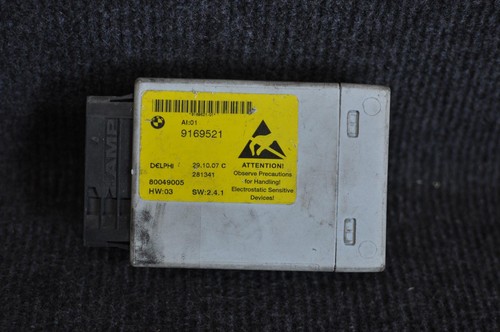 AI:01
9169521
DELPHI 29.10.07 C
281341
80049005
HW:03 SW:2.4.1
ATTENTION!
Observe Precautions
for Handling!
Electrostatic Sensitive
Devices!
AMP